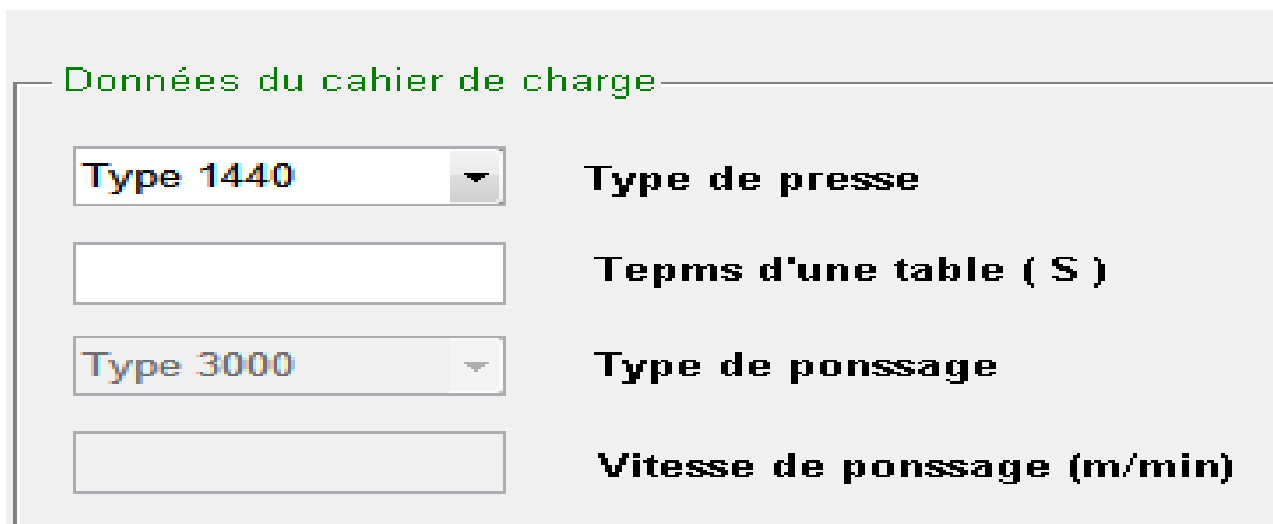 Données du cahier de charge
Type 1440 Type de presse
Tepms d'une table ( S )
Type 3000 Type de ponssage
Vitesse de ponssage (m/min)